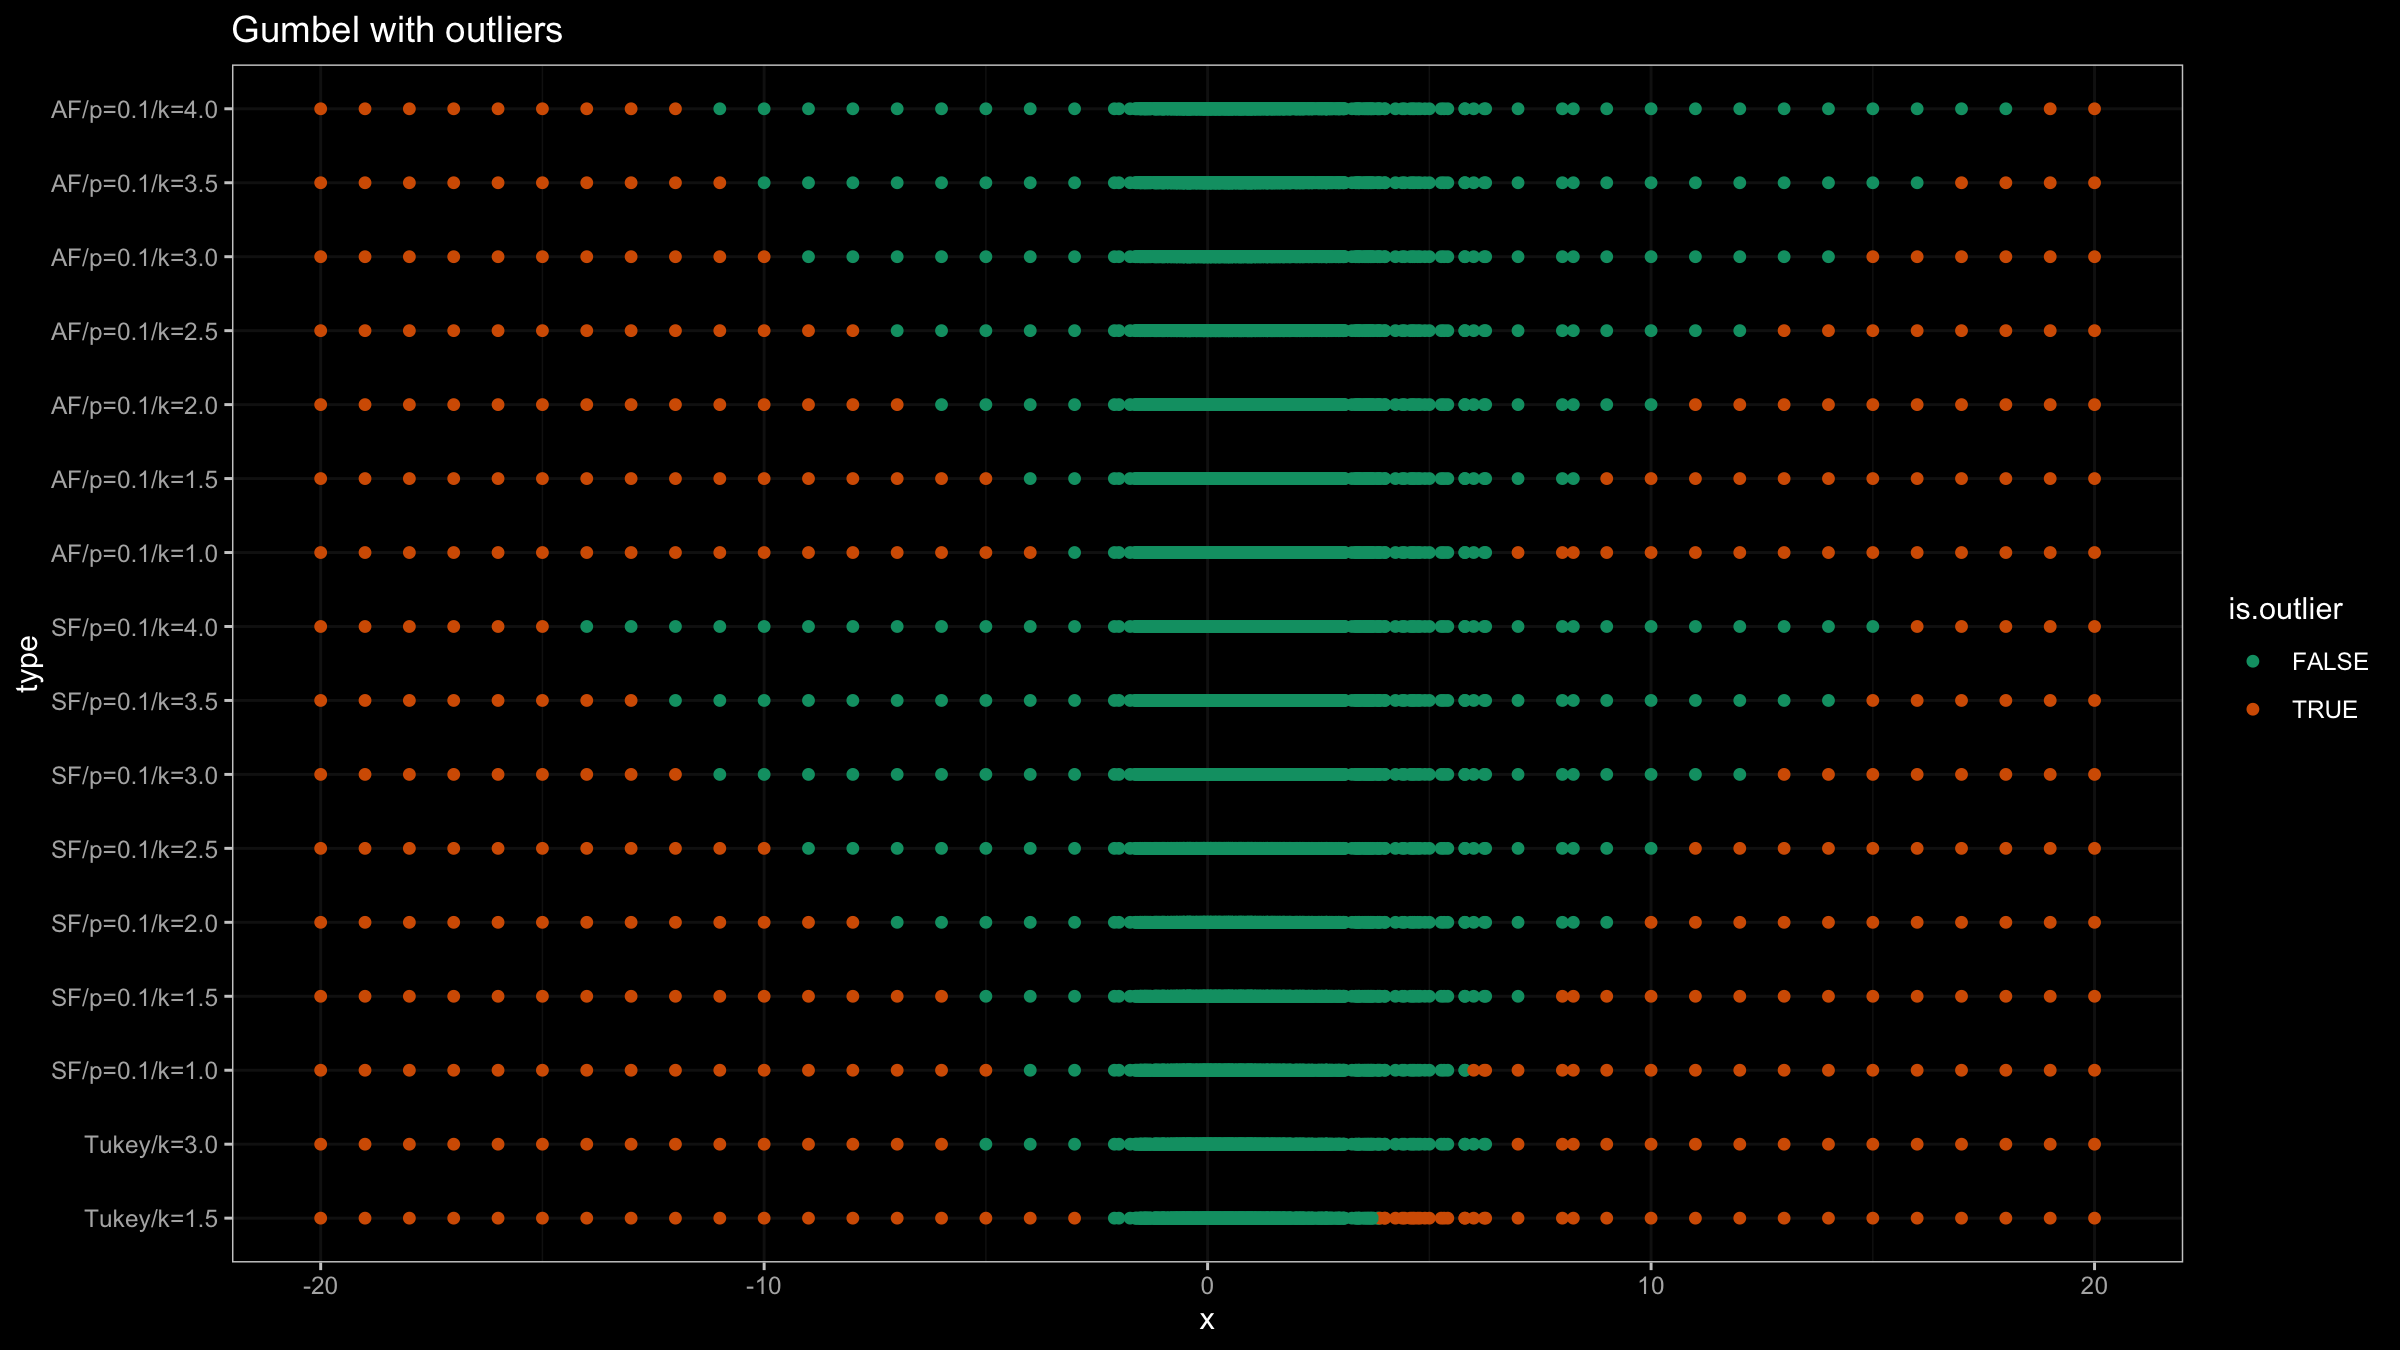 Gumbel with outliers
AF/p=0.1/k=4.0
AF/p=0.1/k=3.5
AF/p=0.1/k=3.0
AF/p=0.1/k=2.5
AF/p=0.1/k=2.0
AF/p=0.1/k=1.5
AF/p=0.1/k=1.0
SF/p=0.1/k=4.0
SF/p=0.1/k=3.5
SF/p=0.1/k=3.0
SF/p=0.1/k=2.5
SF/p=0.1/k=2.0
SF/p=0.1/k=1.5
SF/p=0.1/k=1.0
Tukey/k=3.0
Tukey/k=1.5
type
-20 -10 0 10 20
x
is.outlier
FALSE
TRUE